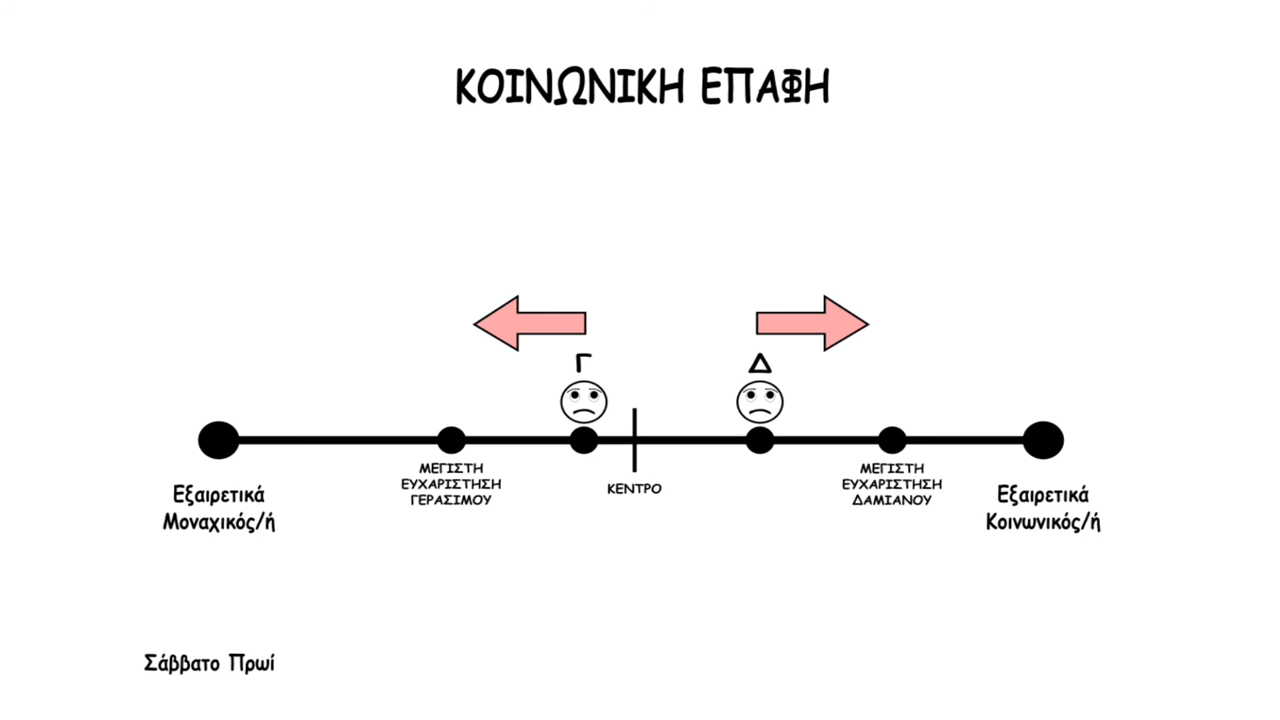 ΚΟΙΝΩΝΙΚΗ ΕΠΑΦΗ
Γ
Δ
ΜΕΓΙΣΤΗ
ΕΥΧΑΡΙΣΤΗΣΗ
ΓΕΡΑΣΙΜΟΥ
ΚΕΝΤΡΟ
ΜΕΓΙΣΤΗ
ΕΥΧΑΡΙΣΤΗΣΗ
ΔΑΜΙΑΝΟΥ
Εξαιρετικά
Μοναχικός/ή
Εξαιρετικά
Κοινωνικός/ή
Σάββατο Πρωί